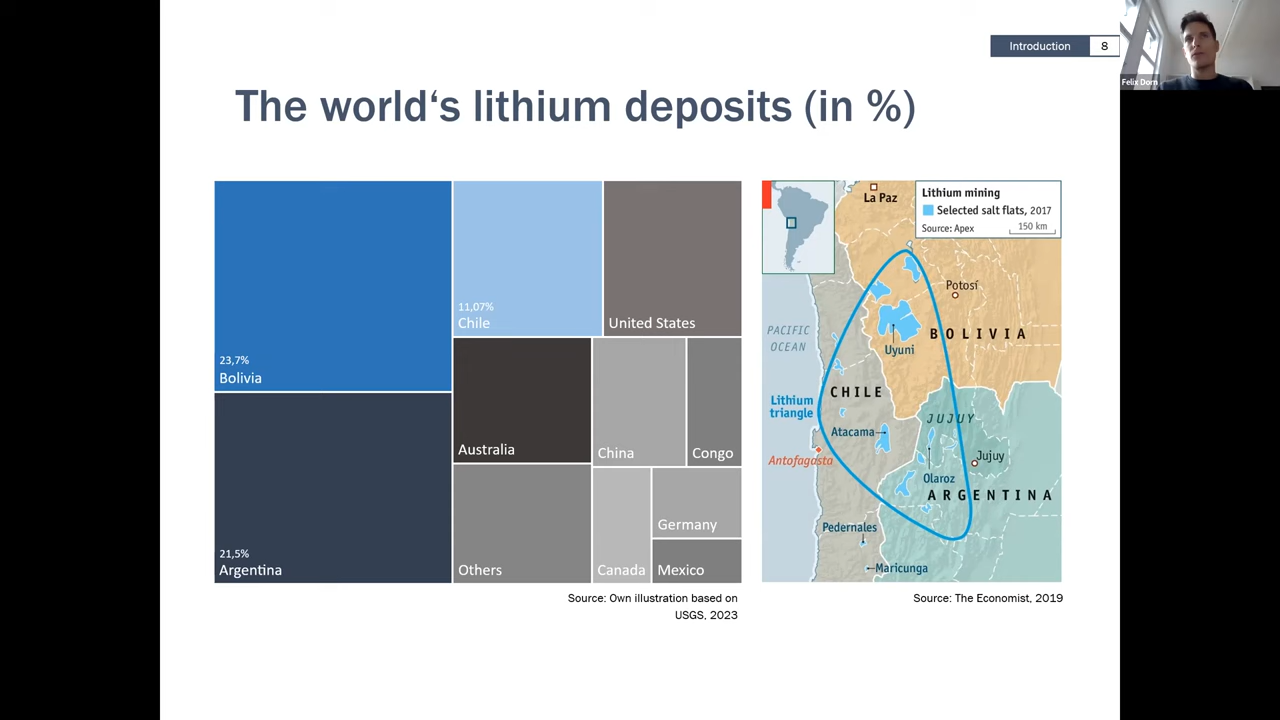 Introduction 8
Felix Dorn
The world‘s lithium deposits (in %)
23,7%
Bolivia
21,5%
Argentina
11,07%
Chile
United States
Australia
China
Congo
Others
Canada
Germany
Mexico
Source: Own illustration based on
USGS, 2023
Lithium mining
Selected salt flats, 2017
Source: Apex
150 km
La Paz
Potosí
PACIFIC
OCEAN
BOLIVIA
Uyuni
CHILE
Lithium
triangle
JUJUY
Atacama
Antofagasta
Jujuy
Olaroz
ARGENTINA
Pedernales
Maricunga
Source: The Economist, 2019